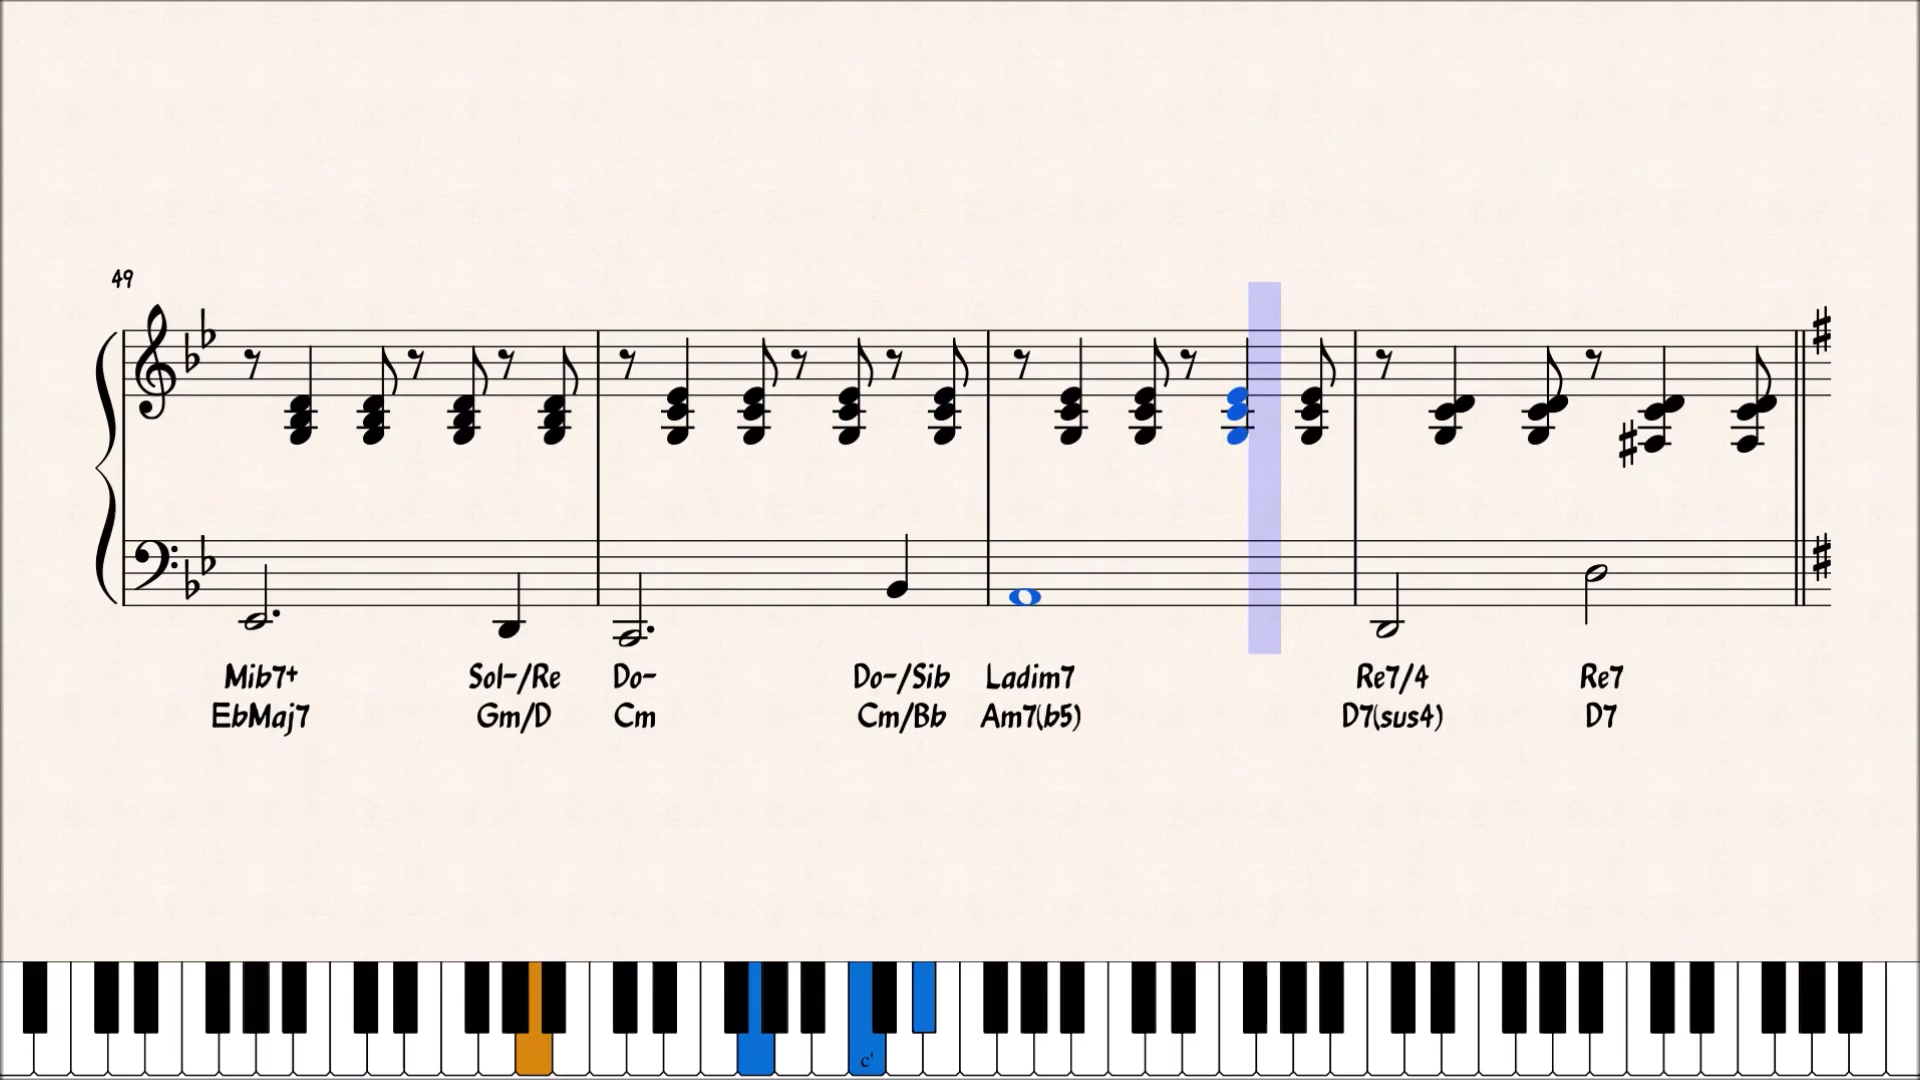 49
Mib7+ Sol-/Re Do- Do-/Sib Ladim7 Re7/4 Re7
EbMaj7 Gm/D Cm Cm/Bb Am7(b5) D7(sus4) D7
c'